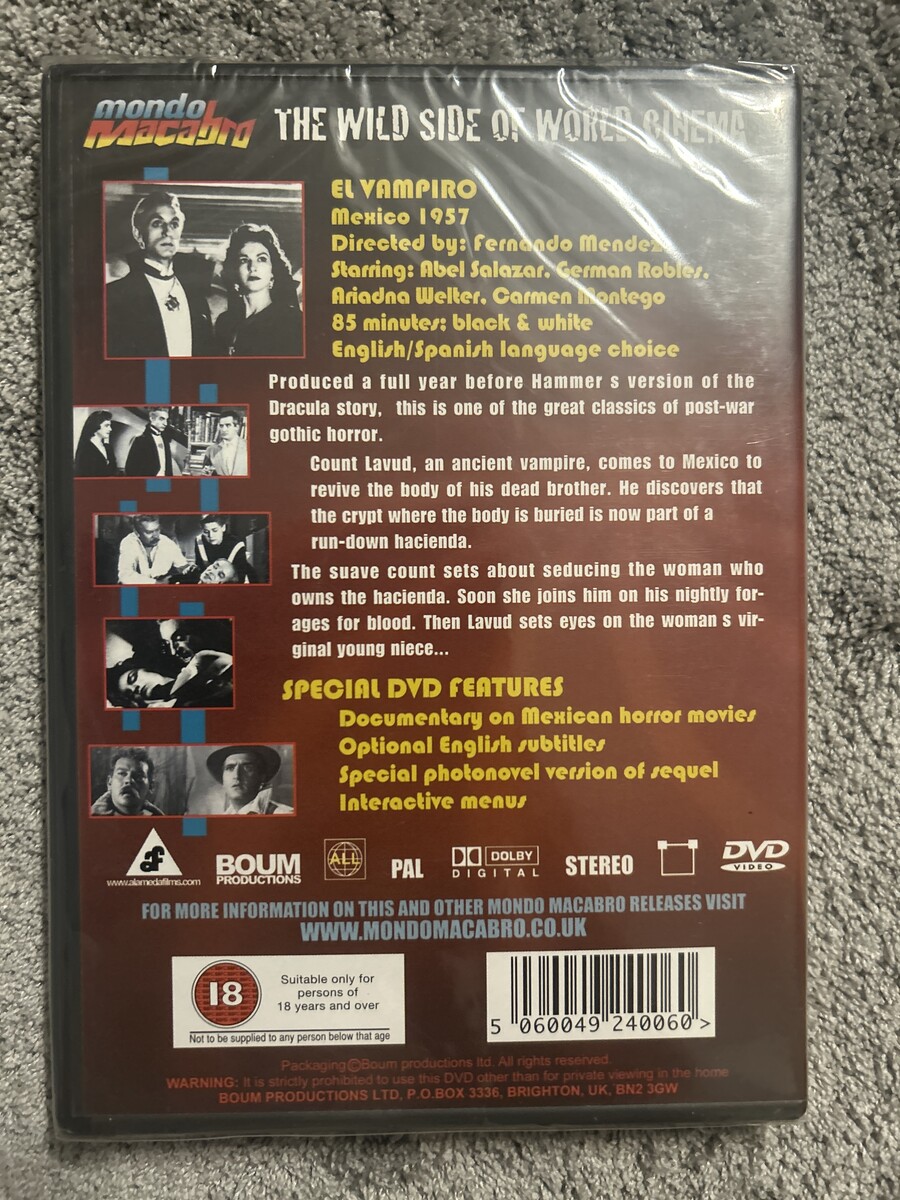 mondo
Macabro
THE WILD SIDE OF WORLD CINEMA
EL VAMPIRO
Mexico 1957
Directed by: Fernando Mendez
Starring: Abel Salazar, German Robles,
Ariadna Welter, Carmen Montego
85 minutes: black & white
English/Spanish language choice
Produced a full year before Hammer s version of the
Dracula story, this is one of the great classics of post-war
gothic horror.
Count Lavud, an ancient vampire, comes to Mexico to
revive the body of his dead brother. He discovers that
the crypt where the body is buried is now part of a
run-down hacienda.
The suave count sets about seducing the woman who
owns the hacienda. Soon she joins him on his nightly for-
ages for blood. Then Lavud sets eyes on the woman s vir-
ginal young niece...
SPECIAL DVD FEATURES
Documentary on Mexican horror movies
Optional English subtitles
Special photonovel version of sequel
Interactive menus
af
www.alamedafilms.com
BOUM
PRODUCTIONS
ALL
PAL
DOLBY
DIGITAL
STEREO
DVD
VIDEO
FOR MORE INFORMATION ON THIS AND OTHER MONDO MACABRO RELEASES VISIT
WWW.MONDOMACABRO.CO.UK
18
Suitable only for
persons of
18 years and over
Not to be supplied to any person below that age
5 060049 240060 >
Packaging©Boum productions ltd. All rights reserved.
WARNING: It is strictly prohibited to use this DVD other than for private viewing in the home
BOUM PRODUCTIONS LTD, P.O.BOX 3336, BRIGHTON, UK, BN2 3GW